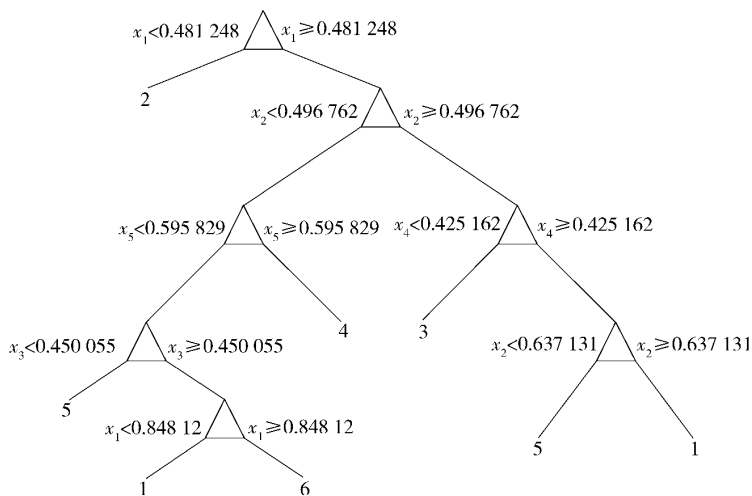 x₁<0.481 248 x₁≥0.481 248
2
x₂<0.496 762 x₂≥0.496 762
x₅<0.595 829 x₅≥0.595 829 x₄<0.425 162 x₄≥0.425 162
4 3
x₃<0.450 055 x₃≥0.450 055 x₂<0.637 131 x₂≥0.637 131
5
x₁<0.848 12 x₁≥0.848 12 5 1
1 6